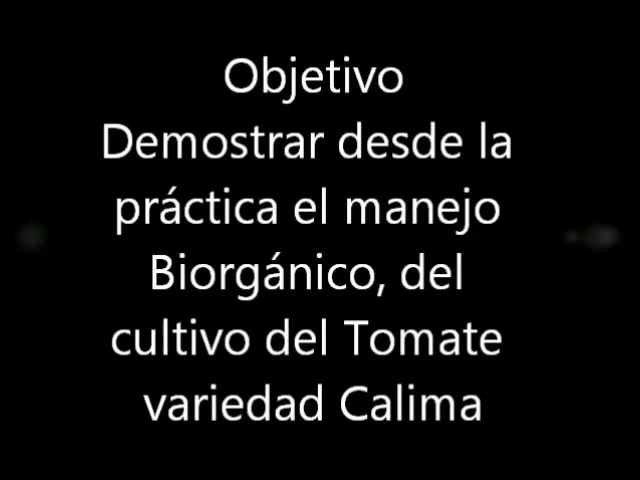 Objetivo
Demostrar desde la
práctica el manejo
Biorgánico, del
cultivo del Tomate
variedad Calima